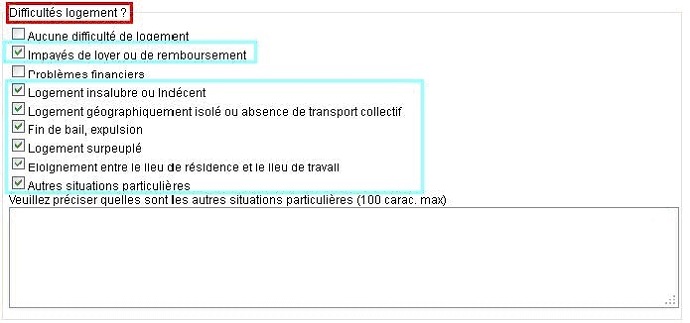 Difficultés logement ?
Aucune difficulté de logement
Impayés de loyer ou de remboursement
Problèmes financiers
Logement insalubre ou Indécent
Logement géographiquement isolé ou absence de transport collectif
Fin de bail, expulsion
Logement surpeuplé
Eloignement entre le lieu de résidence et le lieu de travail
Autres situations particulières
Veuillez préciser quelles sont les autres situations particulières (100 carac. max)